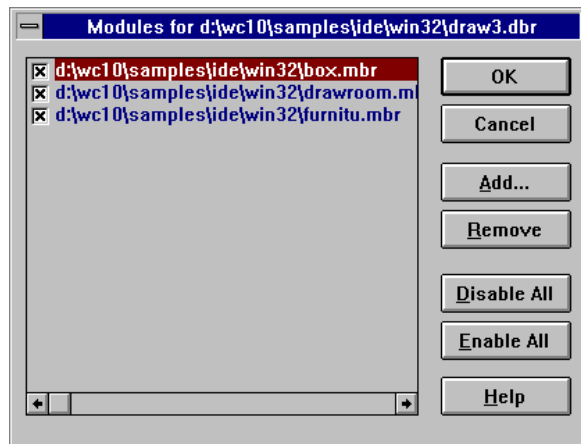 Modules for d:\wc10\samples\ide\win32\draw3.dbr
d:\wc10\samples\ide\win32\box.mbr
d:\wc10\samples\ide\win32\drawroom.ml
d:\wc10\samples\ide\win32\furnitu.mbr
OK
Cancel
Add...
Remove
Disable All
Enable All
Help